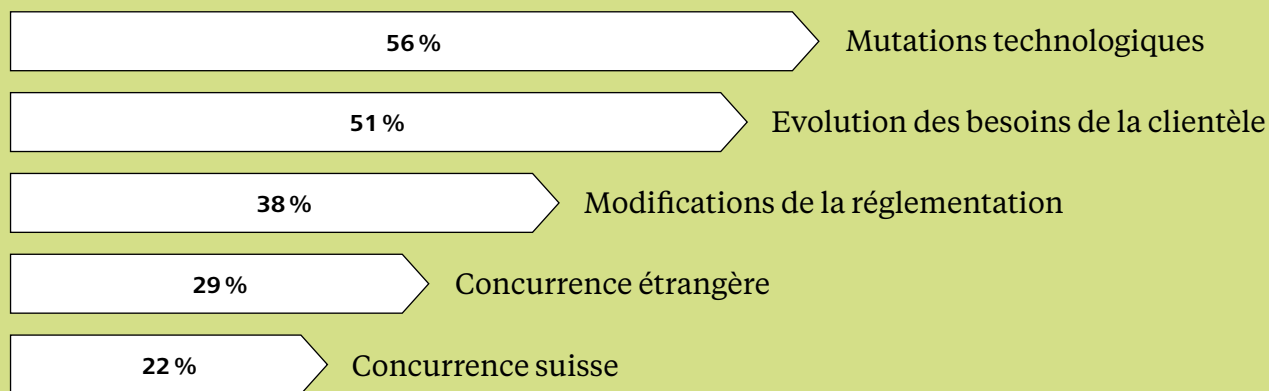 56 %
Mutations technologiques
51 %
Evolution des besoins de la clientèle
38 %
Modifications de la réglementation
29 %
Concurrence étrangère
22 %
Concurrence suisse